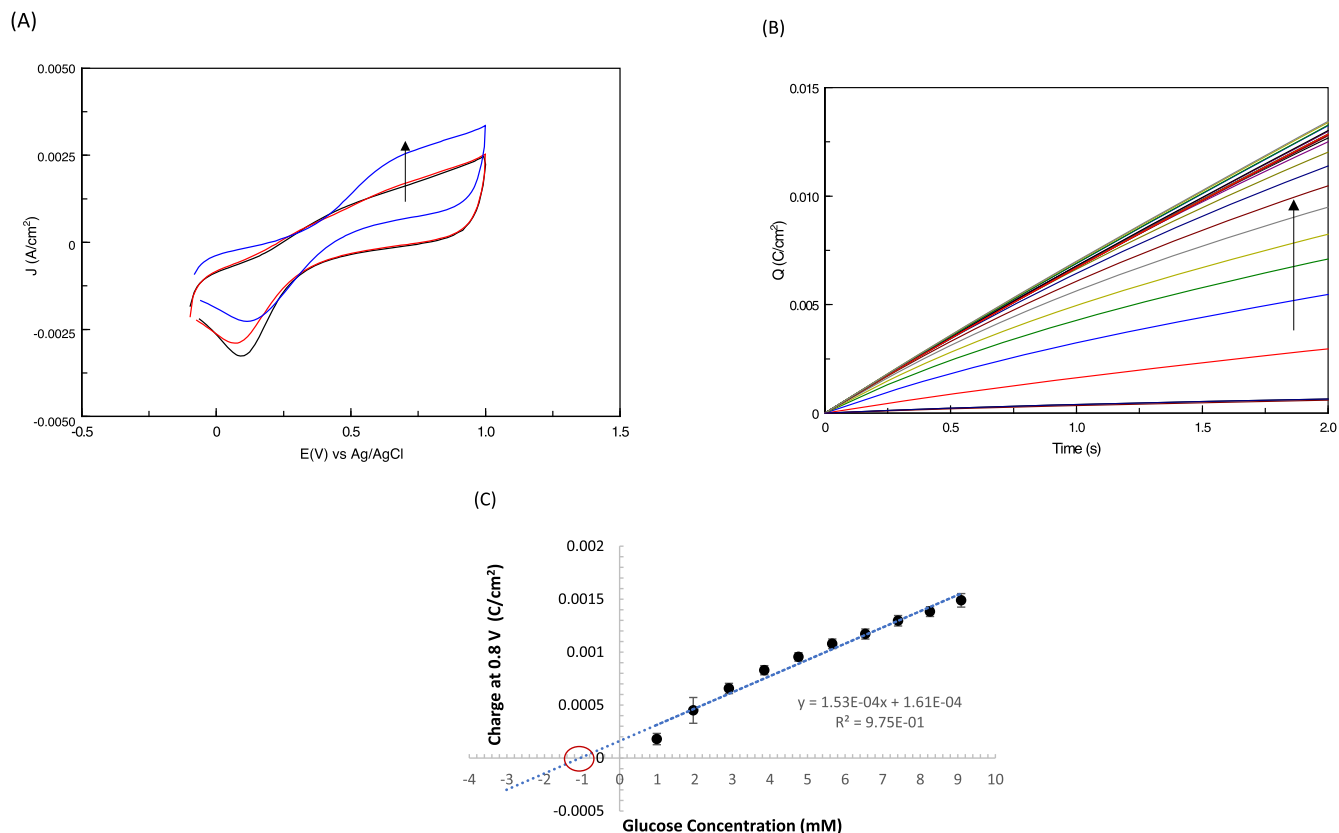 (A)
0.0050
0.0025
0
-0.0025
-0.0050
J (A/cm²)
-0.5 0 0.5 1.0 1.5
E(V) vs Ag/AgCl
(B)
0.015
0.010
0.005
0
Q (C/cm²)
0 0.5 1.0 1.5 2.0
Time (s)
(C)
Charge at 0.8 V (C/cm²)
0.002
0.0015
0.001
0.0005
0
-0.0005
y = 1.53E-04x + 1.61E-04
R² = 9.75E-01
-4 -3 -2 -1 0 1 2 3 4 5 6 7 8 9 10
Glucose Concentration (mM)